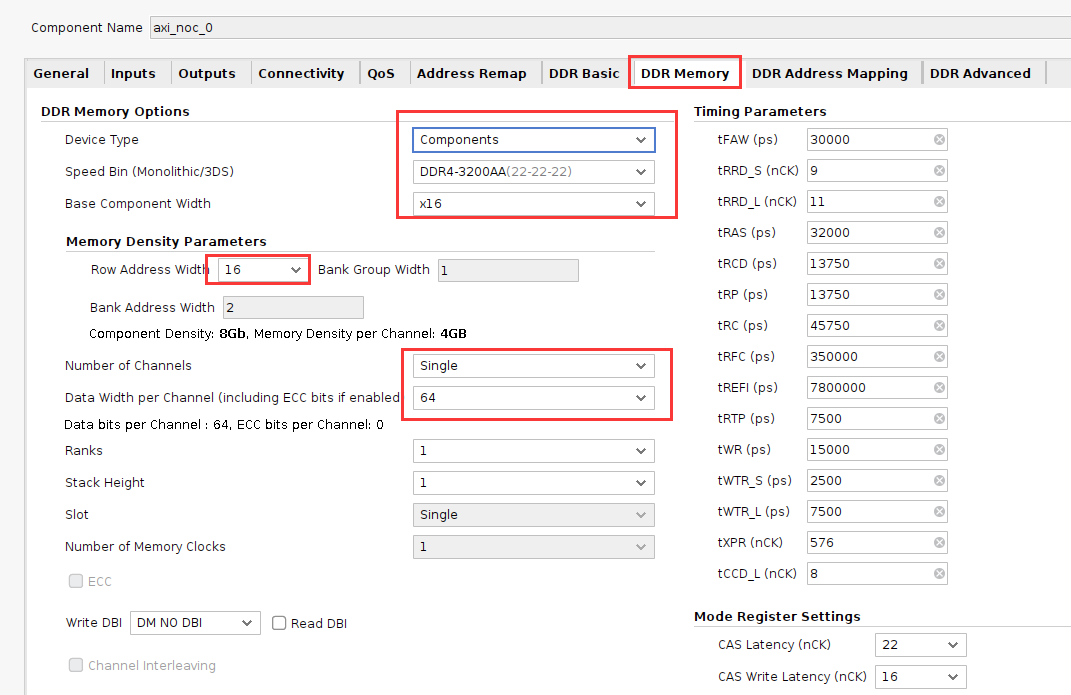 Component Name axi_noc_0
General Inputs Outputs Connectivity QoS Address Remap DDR Basic DDR Memory DDR Address Mapping DDR Advanced
DDR Memory Options
Device Type Components
Speed Bin (Monolithic/3DS) DDR4-3200AA(22-22-22)
Base Component Width x16
Memory Density Parameters
Row Address Width 16 Bank Group Width 1
Bank Address Width 2
Component Density: 8Gb, Memory Density per Channel: 4GB
Number of Channels Single
Data Width per Channel (including ECC bits if enabled 64
Data bits per Channel : 64, ECC bits per Channel: 0
Ranks 1
Stack Height 1
Slot Single
Number of Memory Clocks 1
ECC
Write DBI DM NO DBI Read DBI
Channel Interleaving
Timing Parameters
tFAW (ps) 30000
tRRD_S (nCK) 9
tRRD_L (nCK) 11
tRAS (ps) 32000
tRCD (ps) 13750
tRP (ps) 13750
tRC (ps) 45750
tRFC (ps) 350000
tREFI (ps) 7800000
tRTP (ps) 7500
tWR (ps) 15000
tWTR_S (ps) 2500
tWTR_L (ps) 7500
tXPR (nCK) 576
tCCD_L (nCK) 8
Mode Register Settings
CAS Latency (nCK) 22
CAS Write Latency (nCK) 16